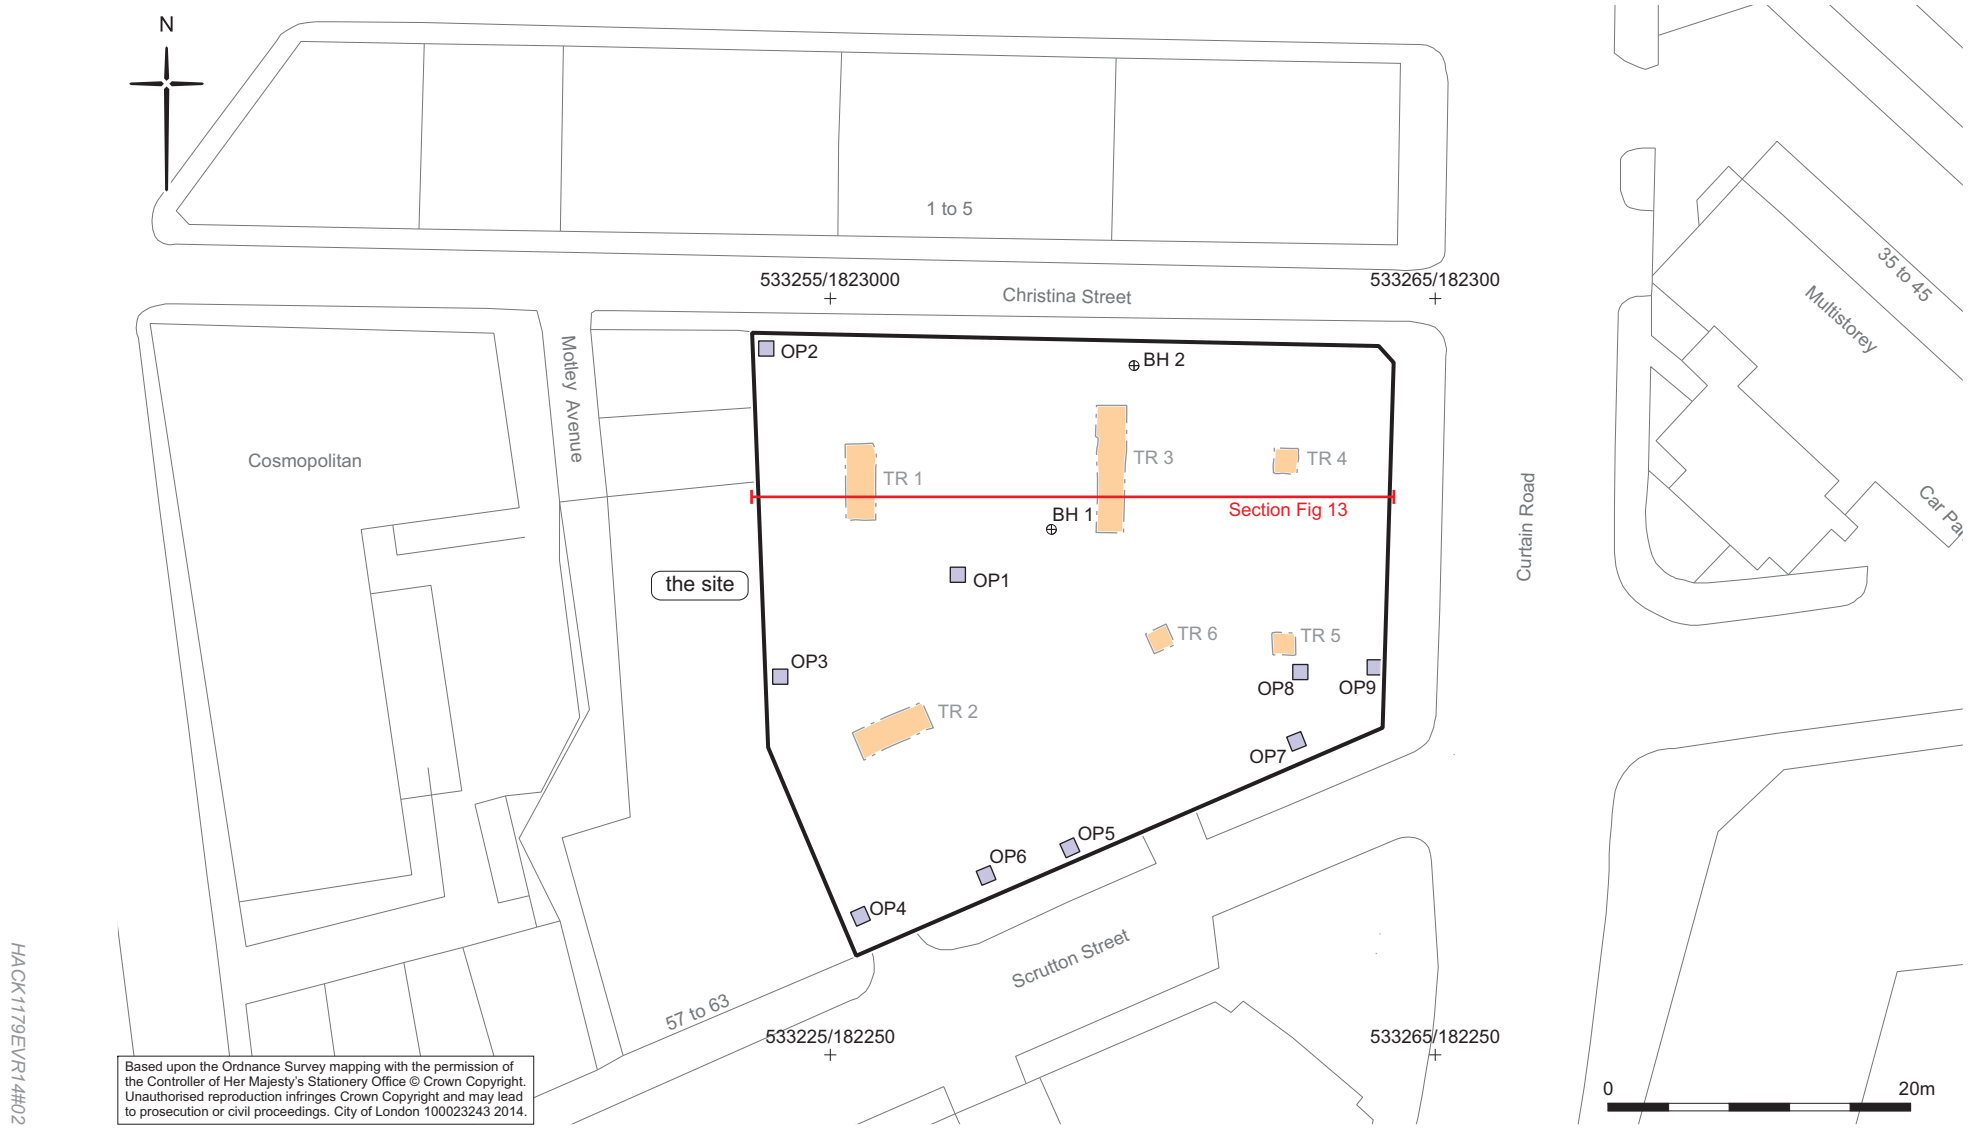 N
1 to 5
533255/1823000
533265/182300
Christina Street
35 to 45
Multistorey
Motley Avenue
OP2
BH 2
Cosmopolitan
TR 1
TR 3
TR 4
Section Fig 13
BH 1
Curtain Road
the site
OP1
TR 6
TR 5
OP3
OP8
OP9
TR 2
OP7
OP5
OP6
OP4
Scrutton Street
57 to 63
533225/182250
533265/182250
HACK1179EVR14#02
Based upon the Ordnance Survey mapping with the permission of
the Controller of Her Majesty's Stationery Office © Crown Copyright.
Unauthorised reproduction infringes Crown Copyright and may lead
to prosecution or civil proceedings. City of London 100023243 2014.
0 20m
Car